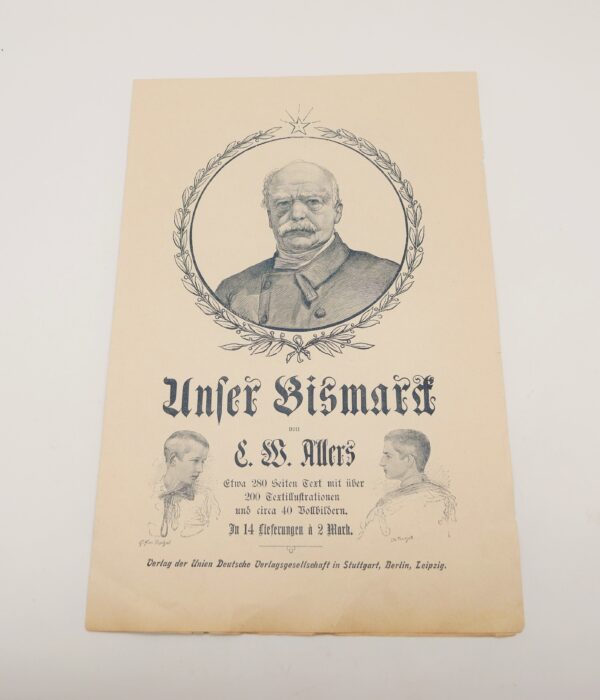 Unser Bismarck
von
C. W. Allers
Etwa 280 Seiten Text mit über
200 Textillustrationen
und circa 40 Vollbildern.
In 14 Lieferungen à 2 Mark.
Verlag der Union Deutsche Verlagsgesellschaft in Stuttgart, Berlin, Leipzig.